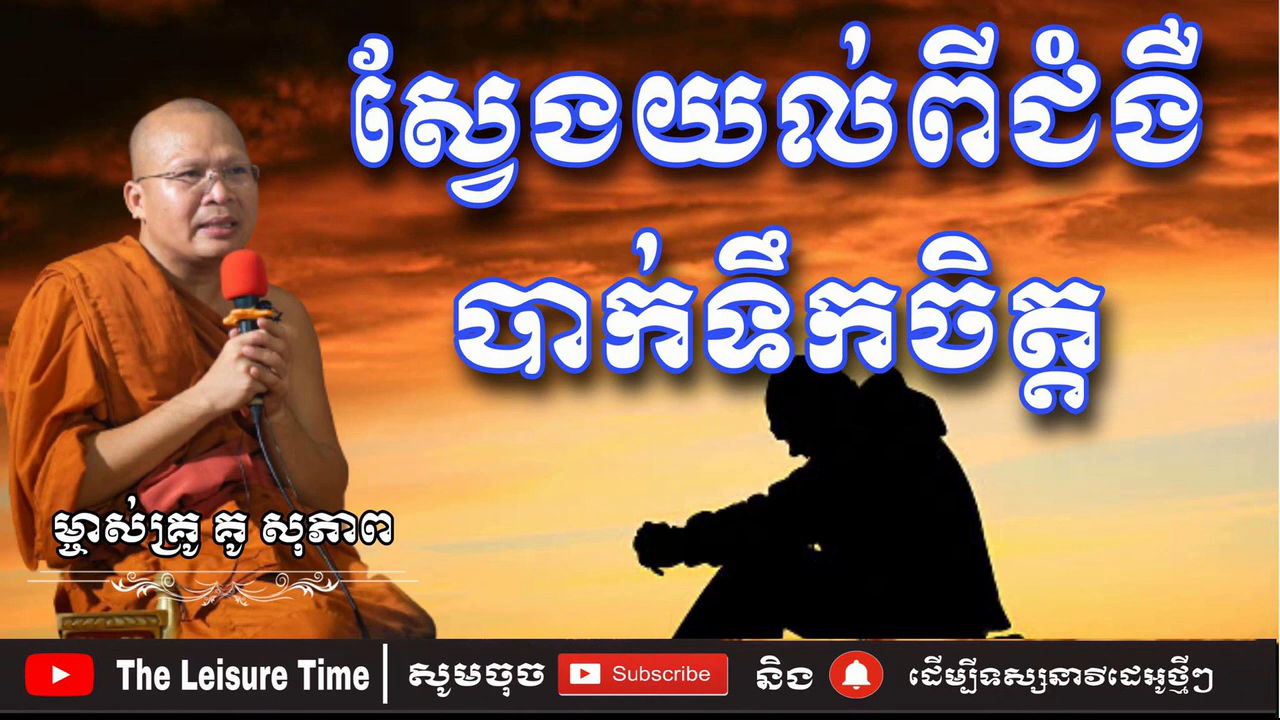 ស្វែងយល់ពីជំងឺ
បាក់ទឹកចិត្ត
ម្ចាស់គ្រូ គូ សុភាព
The Leisure Time | សូមចុច Subscribe និង ដើម្បីទស្សនាវីដេអូថ្មីៗ